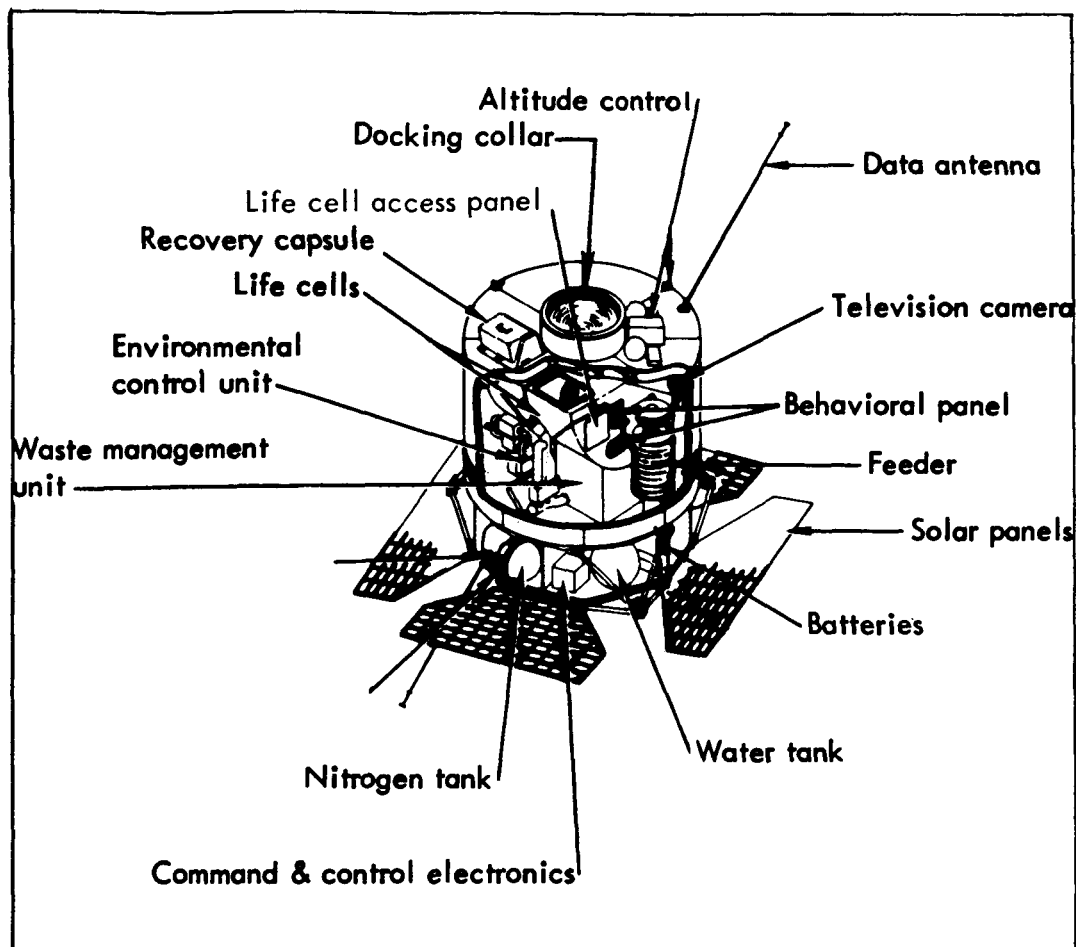 Altitude control
Docking collar
Data antenna
Life cell access panel
Recovery capsule
Life cells
Television camera
Environmental
control unit
Behavioral panel
Waste management
unit
Feeder
Solar panels
Batteries
Water tank
Nitrogen tank
Command & control electronics